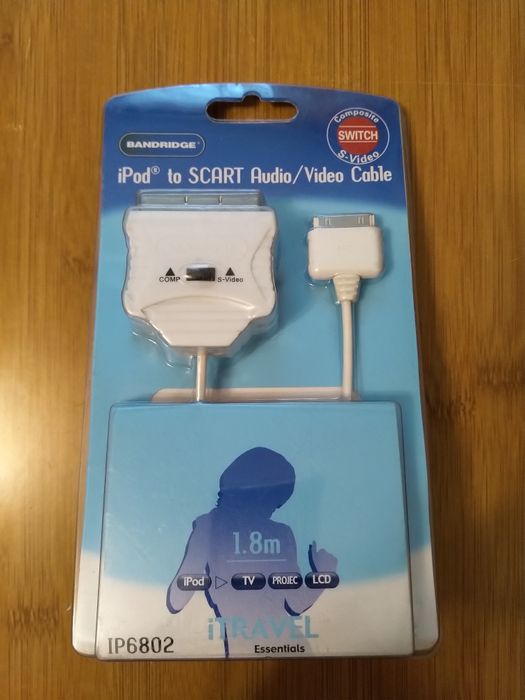 BANDRIDGE®
Composite
SWITCH
S-Video
iPod® to SCART Audio/Video Cable
COMP S-Video
1.8m
iPod TV PROJEC LCD
iTRAVEL
IP6802 Essentials